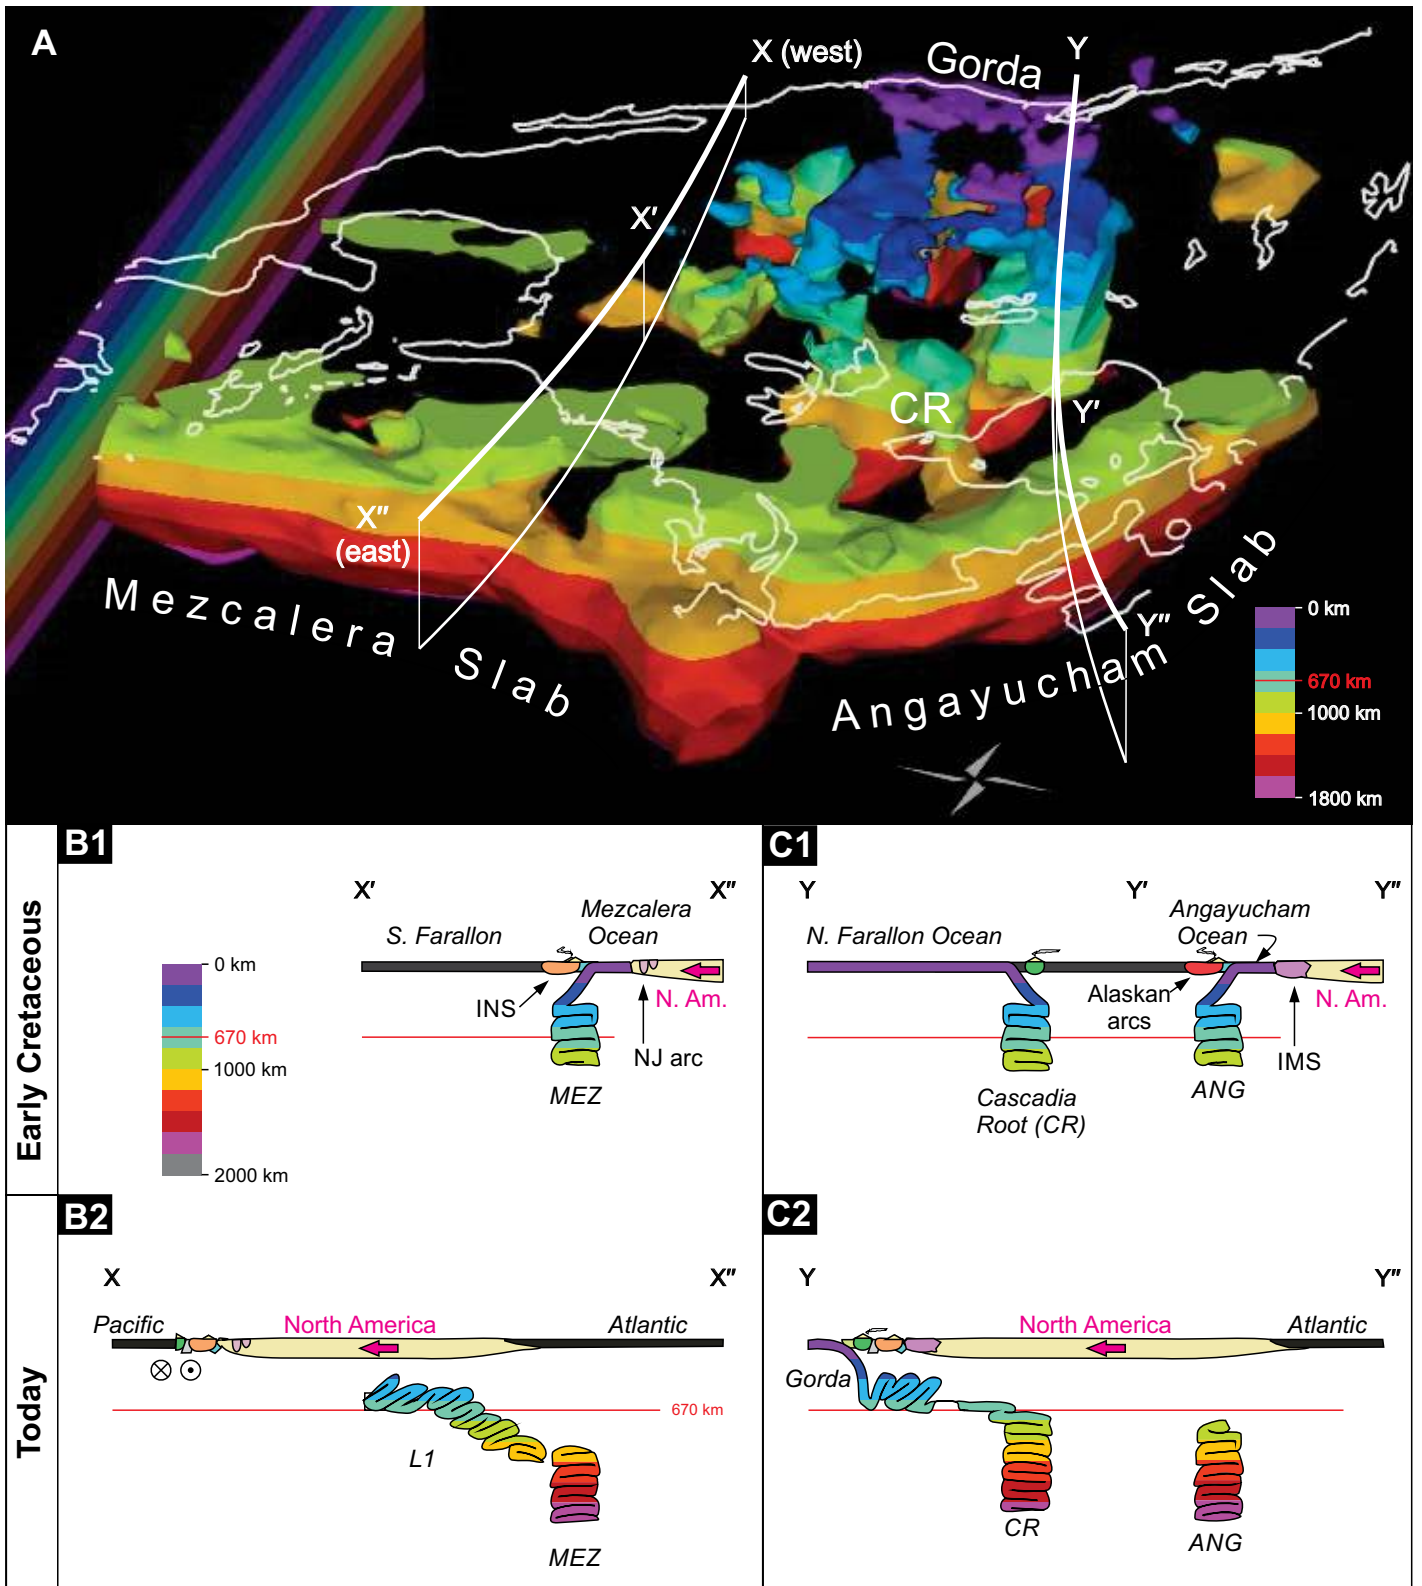 A
X (west)
Gorda
Y
X′
CR
Y′
X″
(east)
Mezcalera Slab
Angayucham Slab
Y″
0 km
670 km
1000 km
1800 km
Early Cretaceous
B1
X′
X″
S. Farallon
Mezcalera
Ocean
INS
N. Am.
NJ arc
MEZ
0 km
670 km
1000 km
2000 km
C1
Y
Y′
Y″
N. Farallon Ocean
Angayucham
Ocean
Alaskan
arcs
N. Am.
IMS
Cascadia
Root (CR)
ANG
Today
B2
X
X″
Pacific
North America
Atlantic
670 km
L1
MEZ
C2
Y
Y″
North America
Atlantic
Gorda
CR
ANG